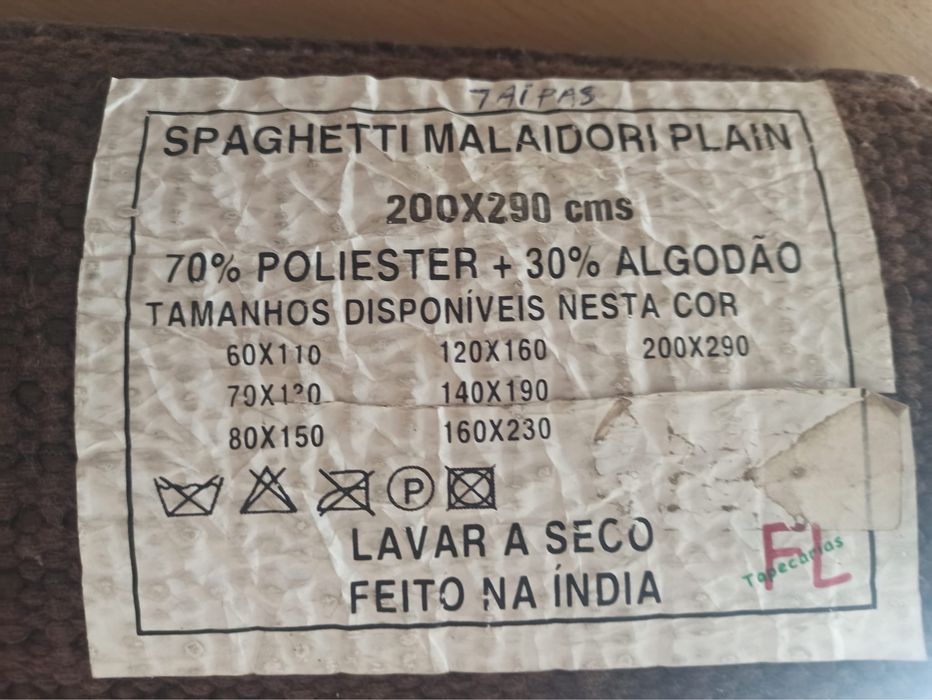 TAIPAS
SPAGHETTI MALAIDORI PLAIN
200X290 cms
70% POLIESTER + 30% ALGODÃO
TAMANHOS DISPONÍVEIS NESTA COR
60X110 120X160 200X290
140X190
80X150 160X230
P
LAVAR A SECO
FEITO NA ÍNDIA
FL
Tapeçarias